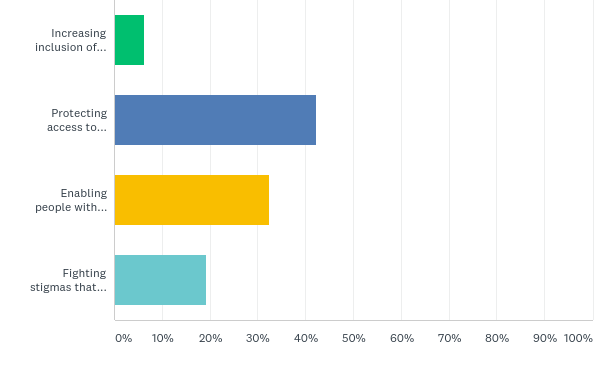 Increasing
inclusion of...
Protecting
access to...
Enabling
people with...
Fighting
stigmas that...
0% 10% 20% 30% 40% 50% 60% 70% 80% 90% 100%